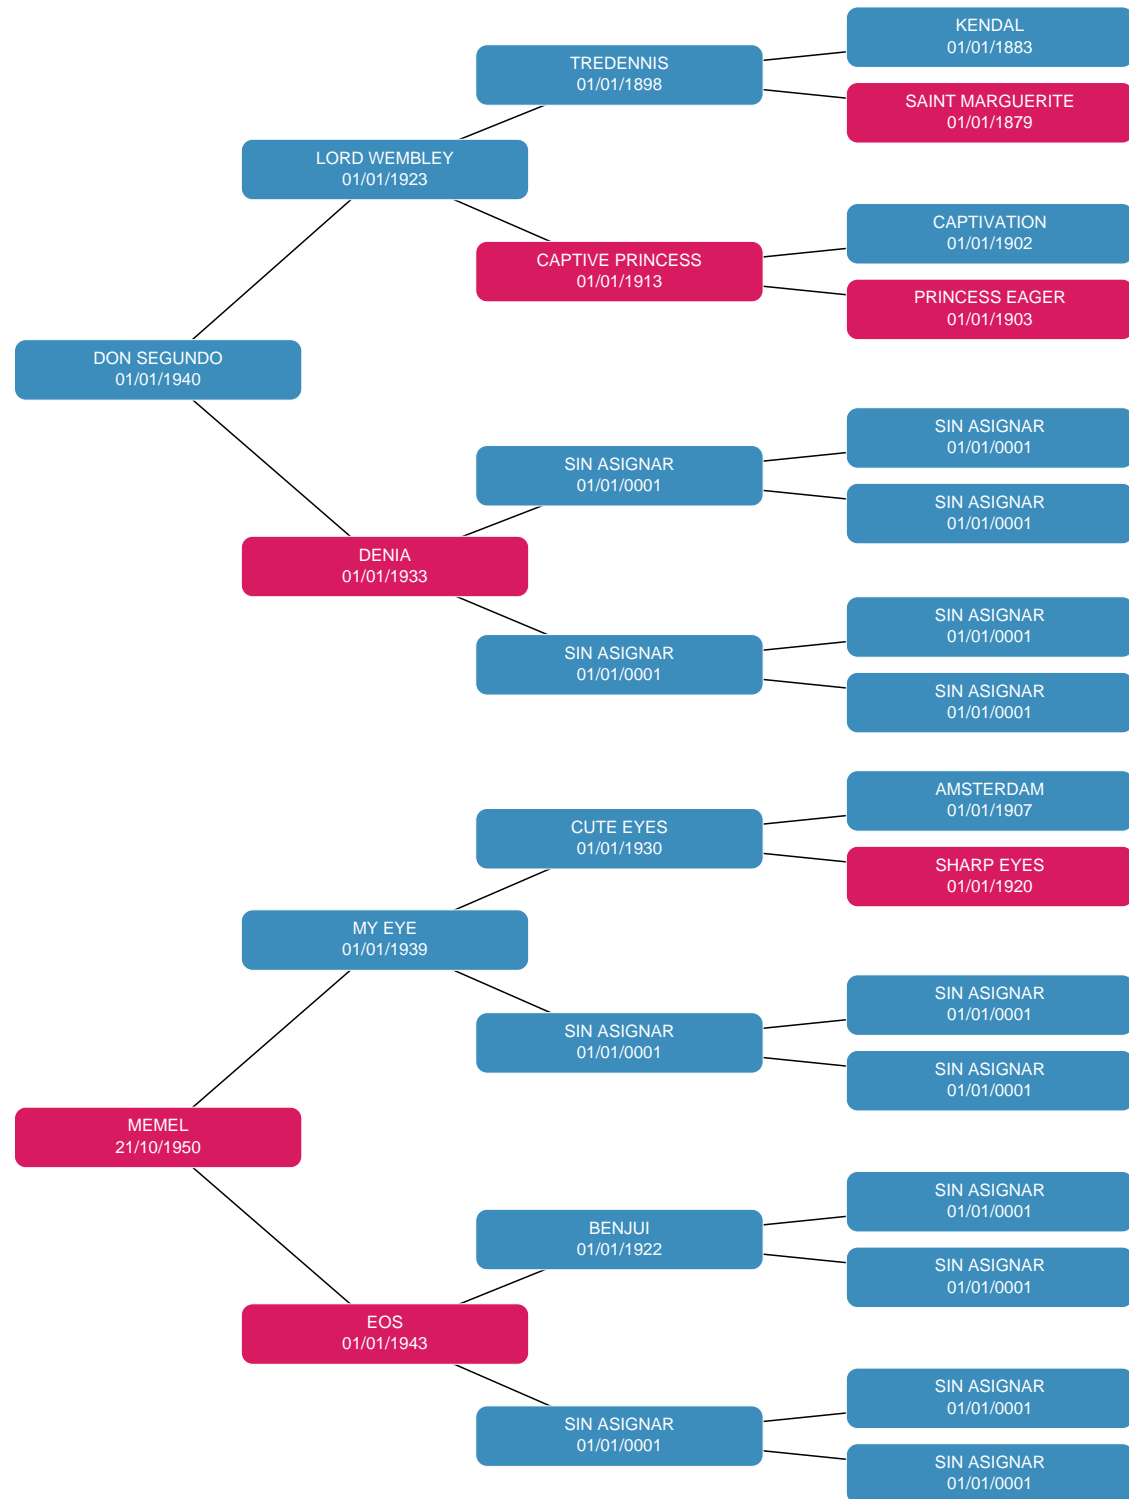 KENDAL
01/01/1883
TREDENNIS
01/01/1898
SAINT MARGUERITE
01/01/1879
LORD WEMBLEY
01/01/1923
CAPTIVATION
01/01/1902
CAPTIVE PRINCESS
01/01/1913
PRINCESS EAGER
01/01/1903
DON SEGUNDO
01/01/1940
SIN ASIGNAR
01/01/0001
SIN ASIGNAR
01/01/0001
SIN ASIGNAR
01/01/0001
DENIA
01/01/1933
SIN ASIGNAR
01/01/0001
SIN ASIGNAR
01/01/0001
SIN ASIGNAR
01/01/0001
AMSTERDAM
01/01/1907
CUTE EYES
01/01/1930
SHARP EYES
01/01/1920
MY EYE
01/01/1939
SIN ASIGNAR
01/01/0001
SIN ASIGNAR
01/01/0001
SIN ASIGNAR
01/01/0001
MEMEL
21/10/1950
SIN ASIGNAR
01/01/0001
BENJUI
01/01/1922
SIN ASIGNAR
01/01/0001
EOS
01/01/1943
SIN ASIGNAR
01/01/0001
SIN ASIGNAR
01/01/0001
SIN ASIGNAR
01/01/0001